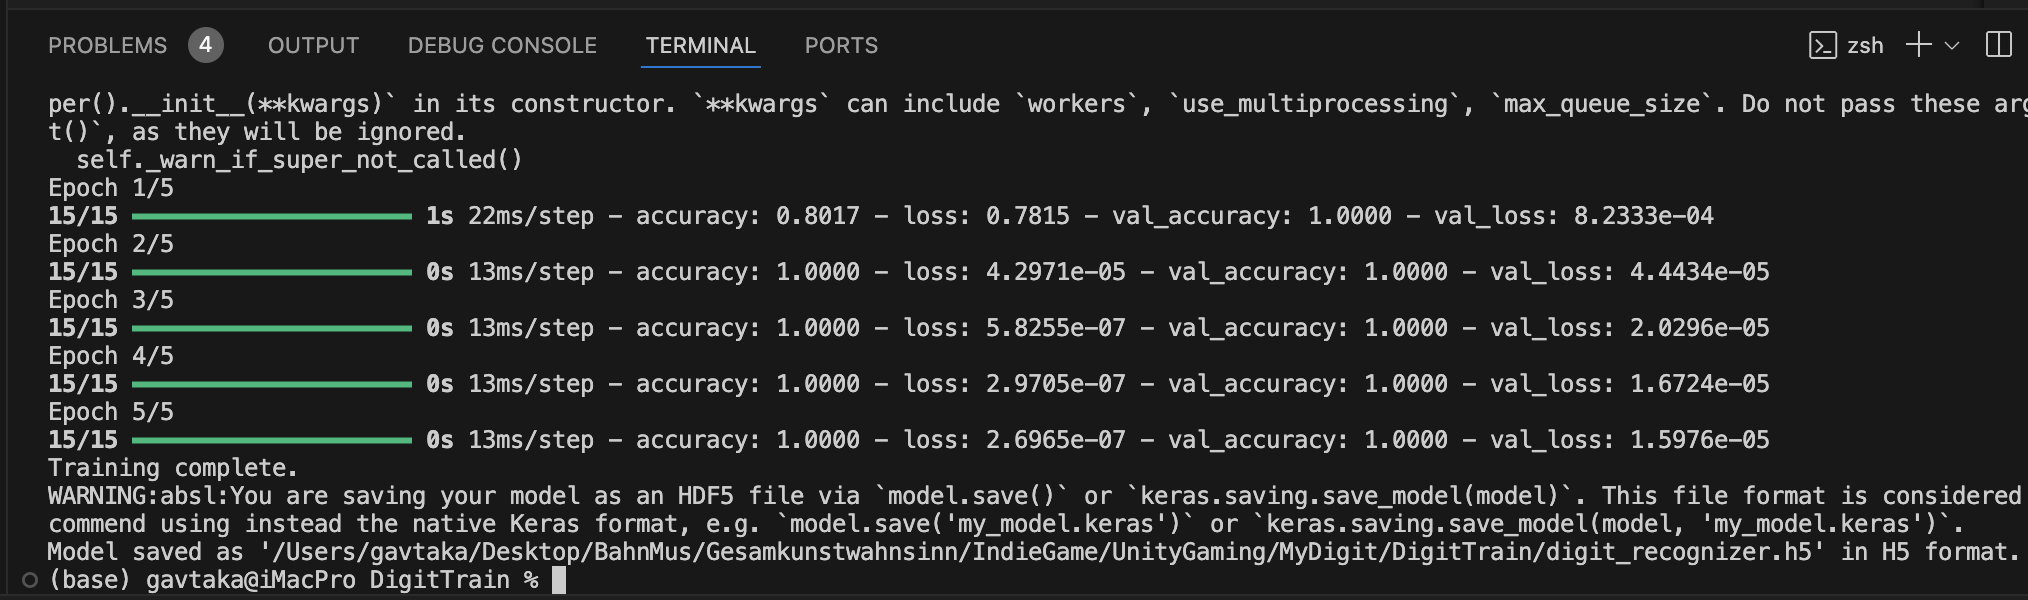 PROBLEMS 4 OUTPUT DEBUG CONSOLE TERMINAL PORTS zsh
per().__init__(**kwargs)` in its constructor. `**kwargs` can include `workers`, `use_multiprocessing`, `max_queue_size`. Do not pass these arg
t()`, as they will be ignored.
  self._warn_if_super_not_called()
Epoch 1/5
15/15 1s 22ms/step - accuracy: 0.8017 - loss: 0.7815 - val_accuracy: 1.0000 - val_loss: 8.2333e-04
Epoch 2/5
15/15 0s 13ms/step - accuracy: 1.0000 - loss: 4.2971e-05 - val_accuracy: 1.0000 - val_loss: 4.4434e-05
Epoch 3/5
15/15 0s 13ms/step - accuracy: 1.0000 - loss: 5.8255e-07 - val_accuracy: 1.0000 - val_loss: 2.0296e-05
Epoch 4/5
15/15 0s 13ms/step - accuracy: 1.0000 - loss: 2.9705e-07 - val_accuracy: 1.0000 - val_loss: 1.6724e-05
Epoch 5/5
15/15 0s 13ms/step - accuracy: 1.0000 - loss: 2.6965e-07 - val_accuracy: 1.0000 - val_loss: 1.5976e-05
Training complete.
WARNING:absl:You are saving your model as an HDF5 file via `model.save()` or `keras.saving.save_model(model)`. This file format is considered
commend using instead the native Keras format, e.g. `model.save('my_model.keras')` or `keras.saving.save_model(model, 'my_model.keras')`.
Model saved as '/Users/gavtaka/Desktop/BahnMus/Gesamkunstwahnsinn/IndieGame/UnityGaming/MyDigit/DigitTrain/digit_recognizer.h5' in H5 format.
(base) gavtaka@iMacPro DigitTrain %